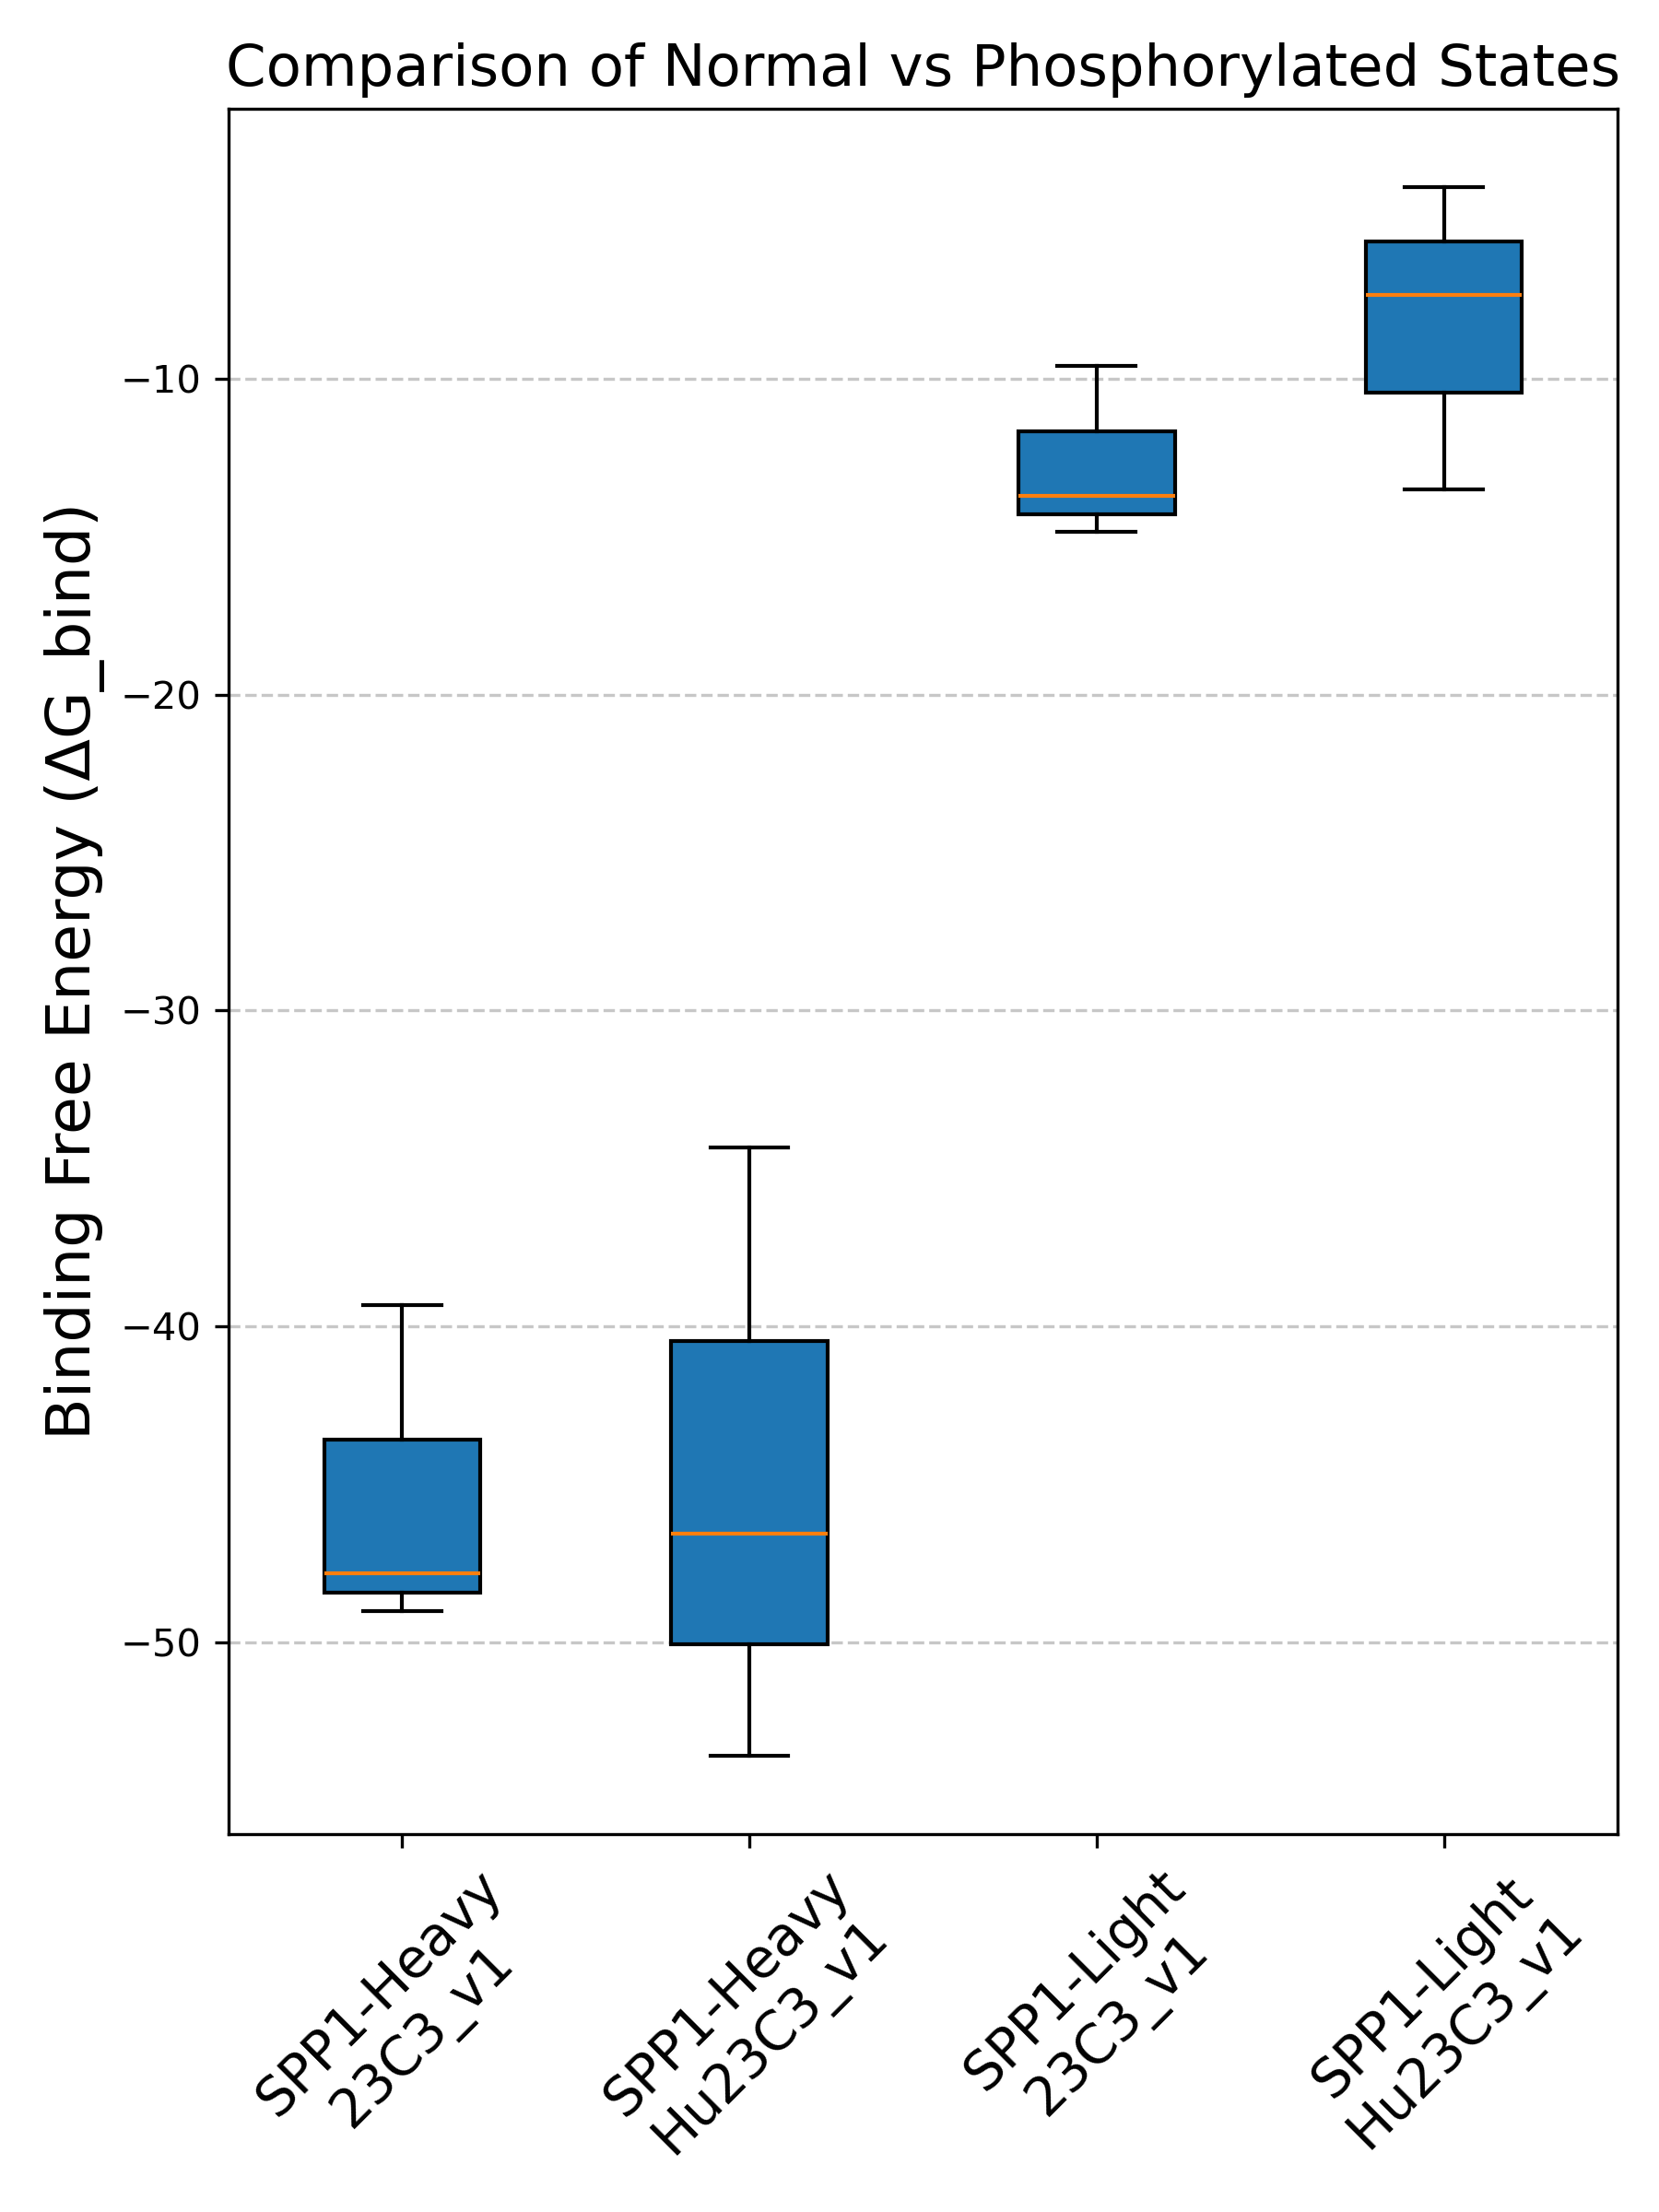 Comparison of Normal vs Phosphorylated States
Binding Free Energy (ΔG_bind)
−10
−20
−30
−40
−50
SPP1-Heavy
23C3_v1
SPP1-Heavy
Hu23C3_v1
SPP1-Light
23C3_v1
SPP1-Light
Hu23C3_v1